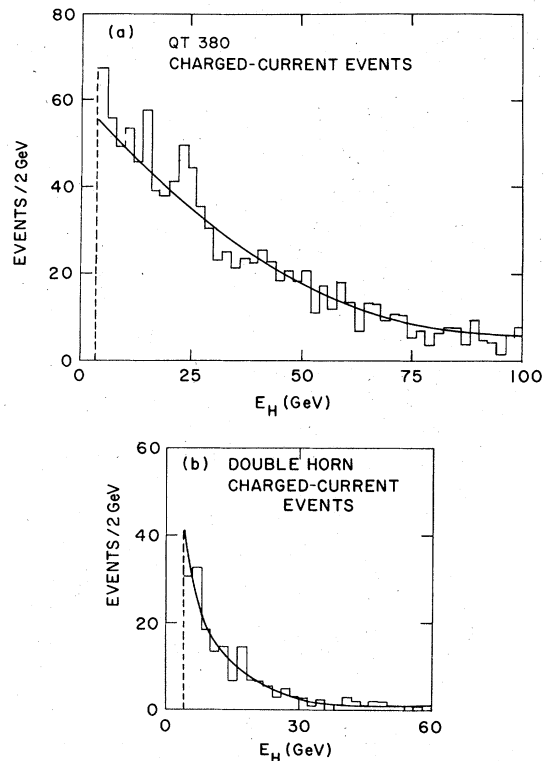 80
60
40
20
0
EVENTS/2 GeV
(a)
QT 380
CHARGED-CURRENT EVENTS
0 25 50 75 100
E_H (GeV)
60
40
20
0
EVENTS/2 GeV
(b) DOUBLE HORN
CHARGED-CURRENT
EVENTS
0 30 60
E_H (GeV)